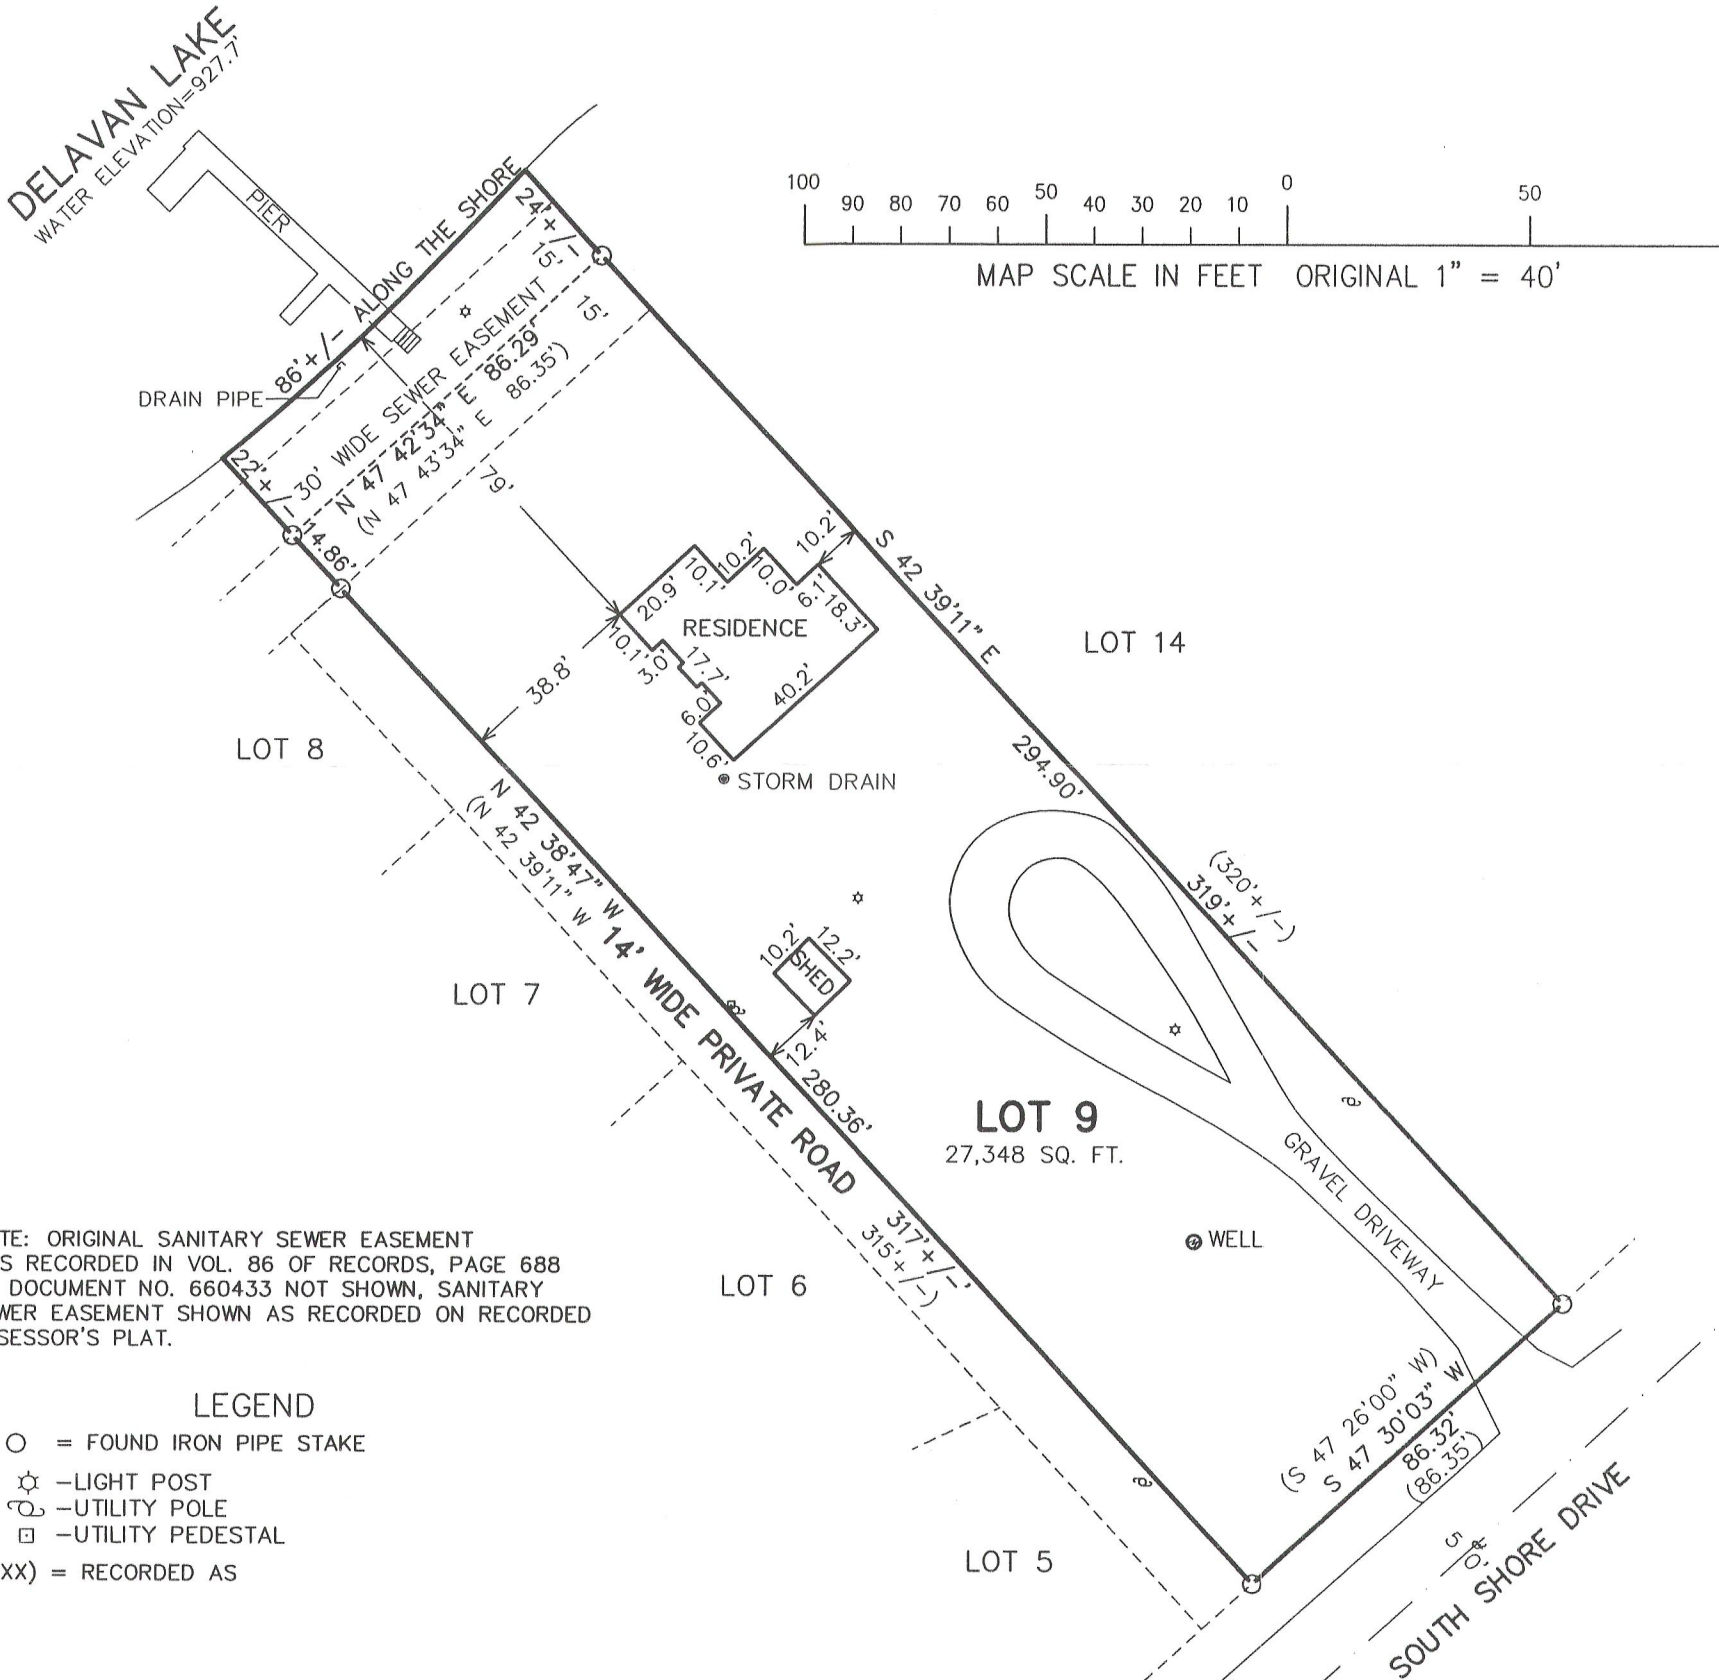 DELAVAN LAKE
WATER ELEVATION=927.7'
PIER
86'+/- ALONG THE SHORE
24'+/-
15'
15'
DRAIN PIPE
30' WIDE SEWER EASEMENT
N 47 42'34" E 86.29'
(N 47 43'34" E 86.35')
22'+/-
14.86'
79'
100 90 80 70 60 50 40 30 20 10 0 50
MAP SCALE IN FEET ORIGINAL 1" = 40'
10.2'
20.9'
10.1'
10.2'
10.0'
6.1'
18.3'
RESIDENCE
10.1'
3.0'
17.7'
6.0'
10.6'
40.2'
38.8'
STORM DRAIN
S 42 39'11" E
294.90'
(320'+/-)
319'+/-
LOT 14
LOT 8
N 42 38'47" W
(N 42 39'11" W
14' WIDE PRIVATE ROAD
10.2'
12.2'
SHED
12.4'
280.36'
317'+/-'
315'+/-)
LOT 7
LOT 9
27,348 SQ. FT.
GRAVEL DRIVEWAY
WELL
LOT 6
LOT 5
(S 47 26'00" W)
S 47 30'03" W
86.32'
(86.35')
SOUTH SHORE DRIVE
TE: ORIGINAL SANITARY SEWER EASEMENT
S RECORDED IN VOL. 86 OF RECORDS, PAGE 688
DOCUMENT NO. 660433 NOT SHOWN, SANITARY
WER EASEMENT SHOWN AS RECORDED ON RECORDED
SESSOR'S PLAT.
LEGEND
= FOUND IRON PIPE STAKE
-LIGHT POST
-UTILITY POLE
-UTILITY PEDESTAL
XX) = RECORDED AS